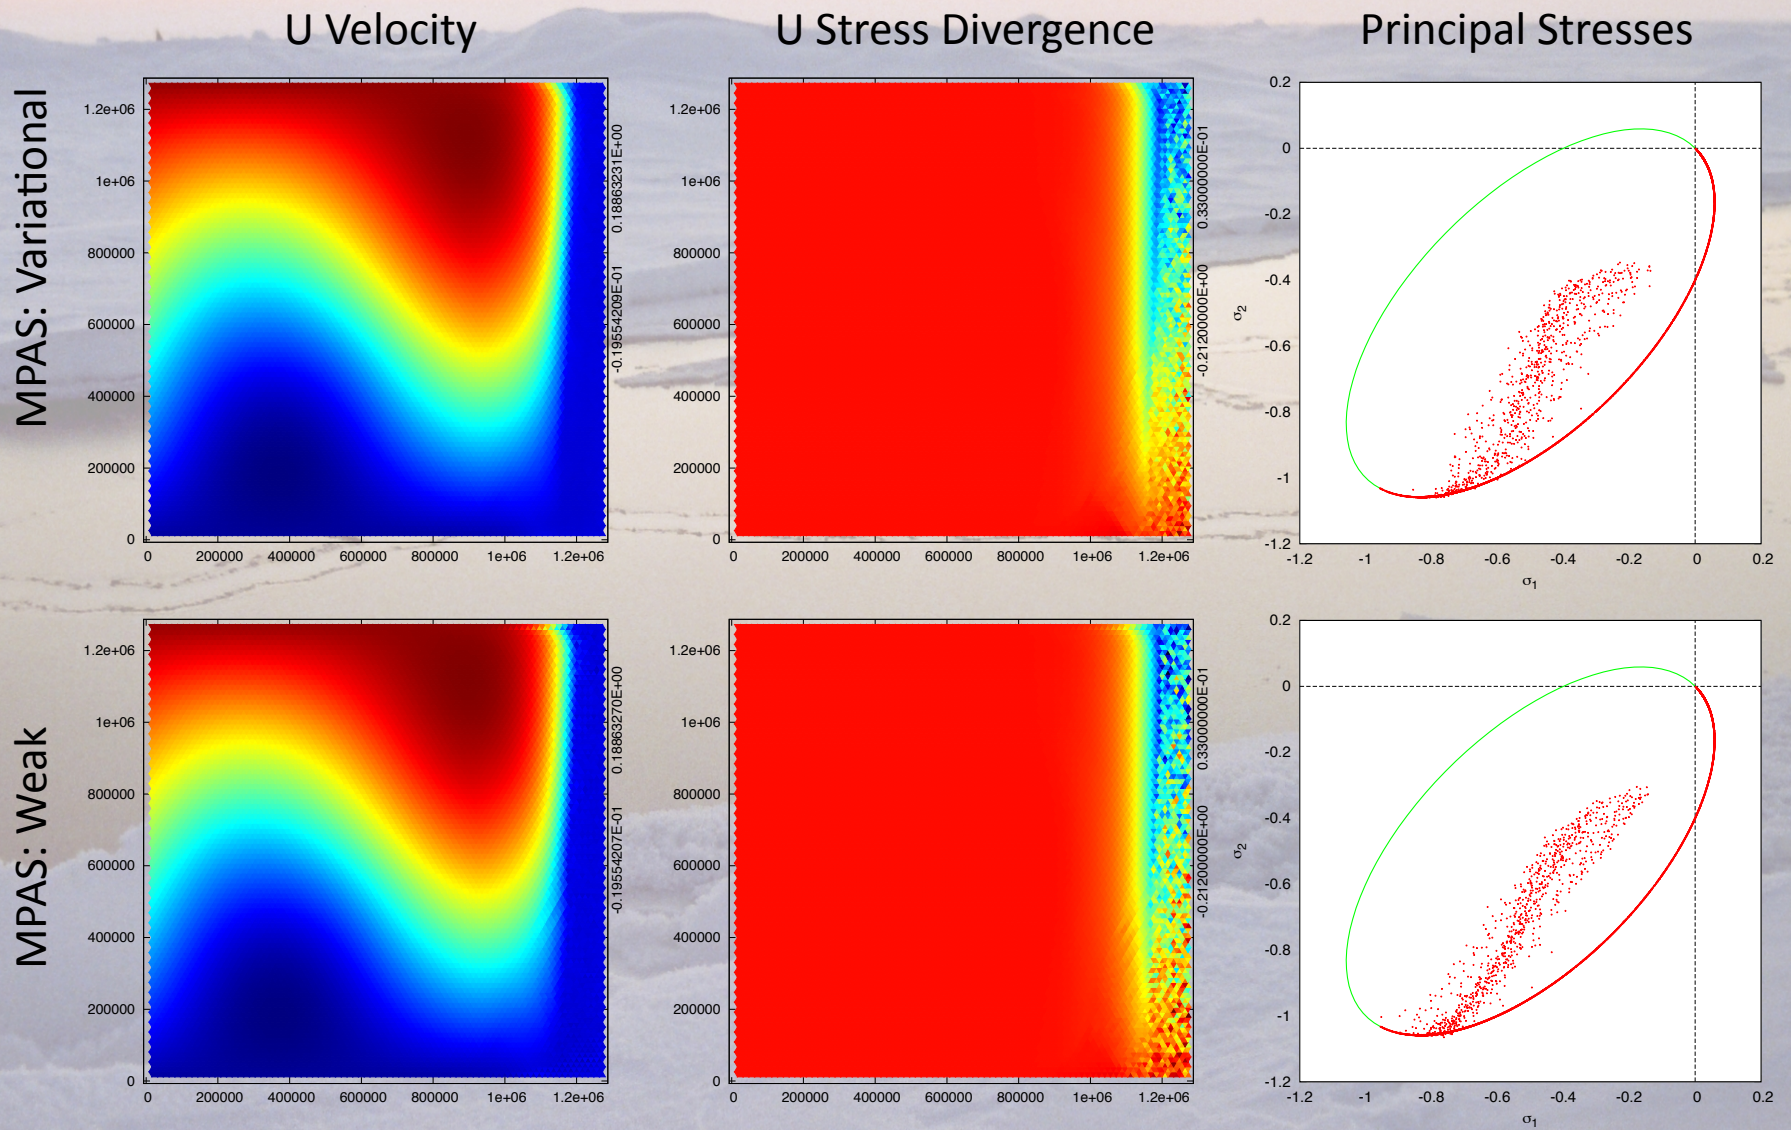 U Velocity
U Stress Divergence
Principal Stresses
MPAS: Variational
1.2e+06
1e+06
800000
600000
400000
200000
0
0 200000 400000 600000 800000 1e+06 1.2e+06
0.18863231E+00
-0.19554209E-01
1.2e+06
1e+06
800000
600000
400000
200000
0
0 200000 400000 600000 800000 1e+06 1.2e+06
0.33000000E-01
-0.21200000E+00
0.2
0
-0.2
-0.4
-0.6
-0.8
-1
-1.2
σ2
-1.2 -1 -0.8 -0.6 -0.4 -0.2 0 0.2
σ1
MPAS: Weak
1.2e+06
1e+06
800000
600000
400000
200000
0
0 200000 400000 600000 800000 1e+06 1.2e+06
0.18863270E+00
-0.19554207E-01
1.2e+06
1e+06
800000
600000
400000
200000
0
0 200000 400000 600000 800000 1e+06 1.2e+06
0.33000000E-01
-0.21200000E+00
0.2
0
-0.2
-0.4
-0.6
-0.8
-1
-1.2
σ2
-1.2 -1 -0.8 -0.6 -0.4 -0.2 0 0.2
σ1